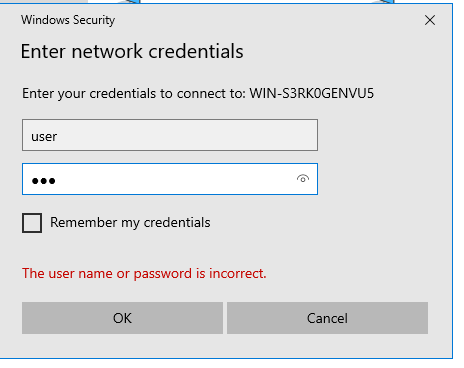 Windows Security
Enter network credentials
Enter your credentials to connect to: WIN-S3RK0GENVU5
user
•••
Remember my credentials
The user name or password is incorrect.
OK
Cancel